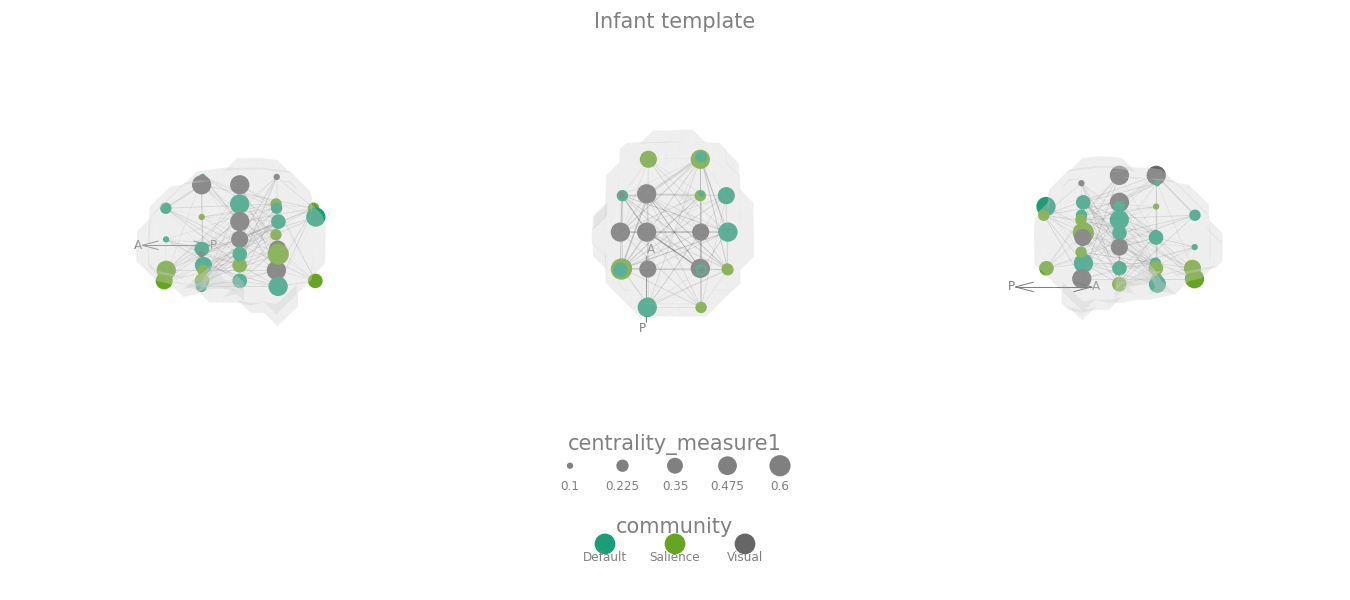 Infant template
A P
A
P
P A
centrality_measure1
0.1 0.225 0.35 0.475 0.6
community
Default Salience Visual